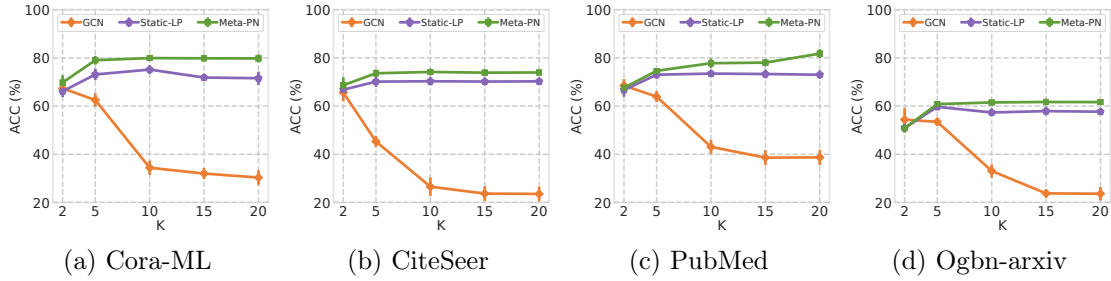 GCN Static-LP Meta-PN
ACC (%)
100
80
60
40
20
2 5 10 15 20
K
(a) Cora-ML
GCN Static-LP Meta-PN
ACC (%)
100
80
60
40
20
2 5 10 15 20
K
(b) CiteSeer
GCN Static-LP Meta-PN
ACC (%)
100
80
60
40
20
2 5 10 15 20
K
(c) PubMed
GCN Static-LP Meta-PN
ACC (%)
100
80
60
40
20
2 5 10 15 20
K
(d) Ogbn-arxiv